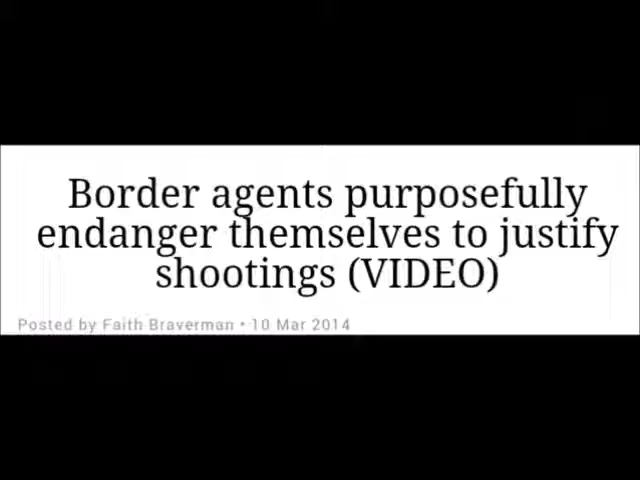 Border agents purposefully
endanger themselves to justify
shootings (VIDEO)
Posted by Faith Braverman • 10 Mar 2014